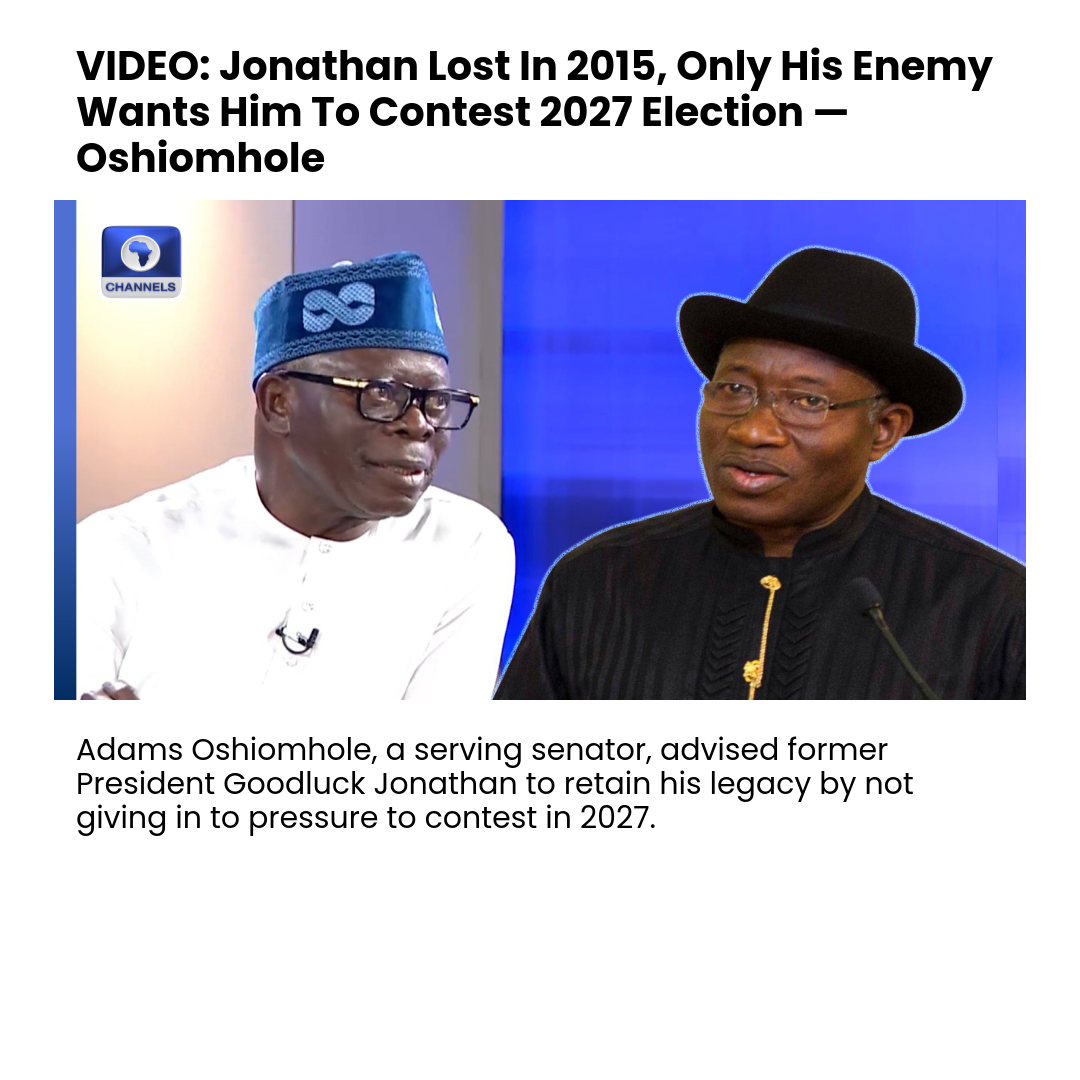 VIDEO: Jonathan Lost In 2015, Only His Enemy
Wants Him To Contest 2027 Election —
Oshiomhole
CHANNELS
Adams Oshiomhole, a serving senator, advised former
President Goodluck Jonathan to retain his legacy by not
giving in to pressure to contest in 2027.